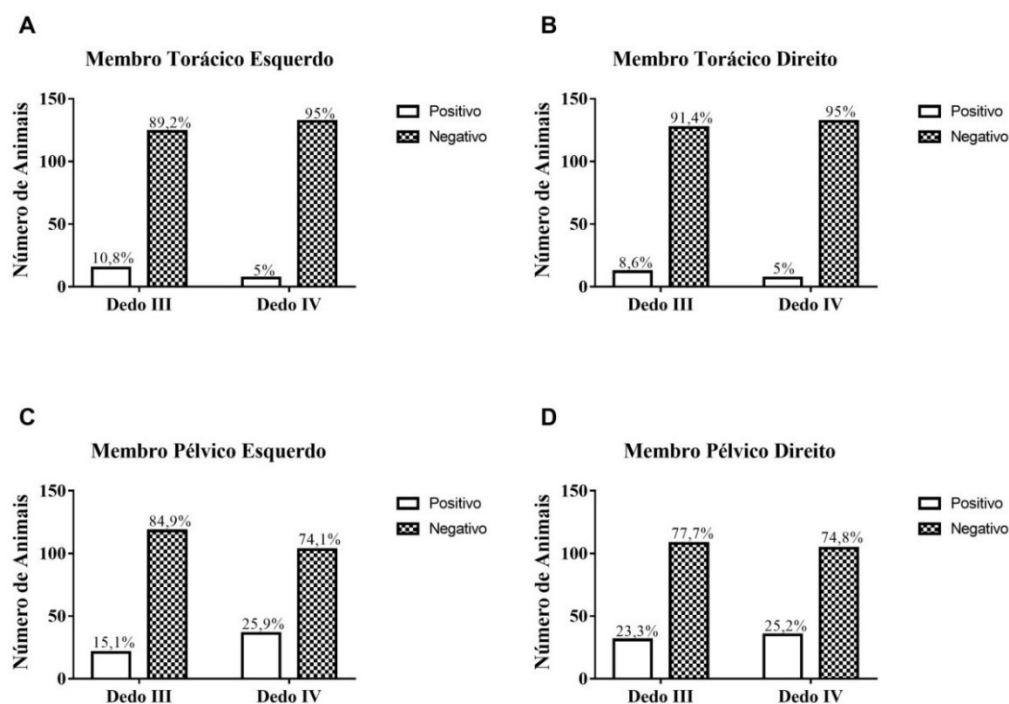 A
Membro Torácico Esquerdo
Número de Animais
150
100
50
0
10,8%
89,2%
5%
95%
Dedo III
Dedo IV
Positivo
Negativo
B
Membro Torácico Direito
Número de Animais
150
100
50
0
8,6%
91,4%
5%
95%
Dedo III
Dedo IV
Positivo
Negativo
C
Membro Pélvico Esquerdo
Número de Animais
150
100
50
0
15,1%
84,9%
25,9%
74,1%
Dedo III
Dedo IV
Positivo
Negativo
D
Membro Pélvico Direito
Número de Animais
150
100
50
0
23,3%
77,7%
25,2%
74,8%
Dedo III
Dedo IV
Positivo
Negativo